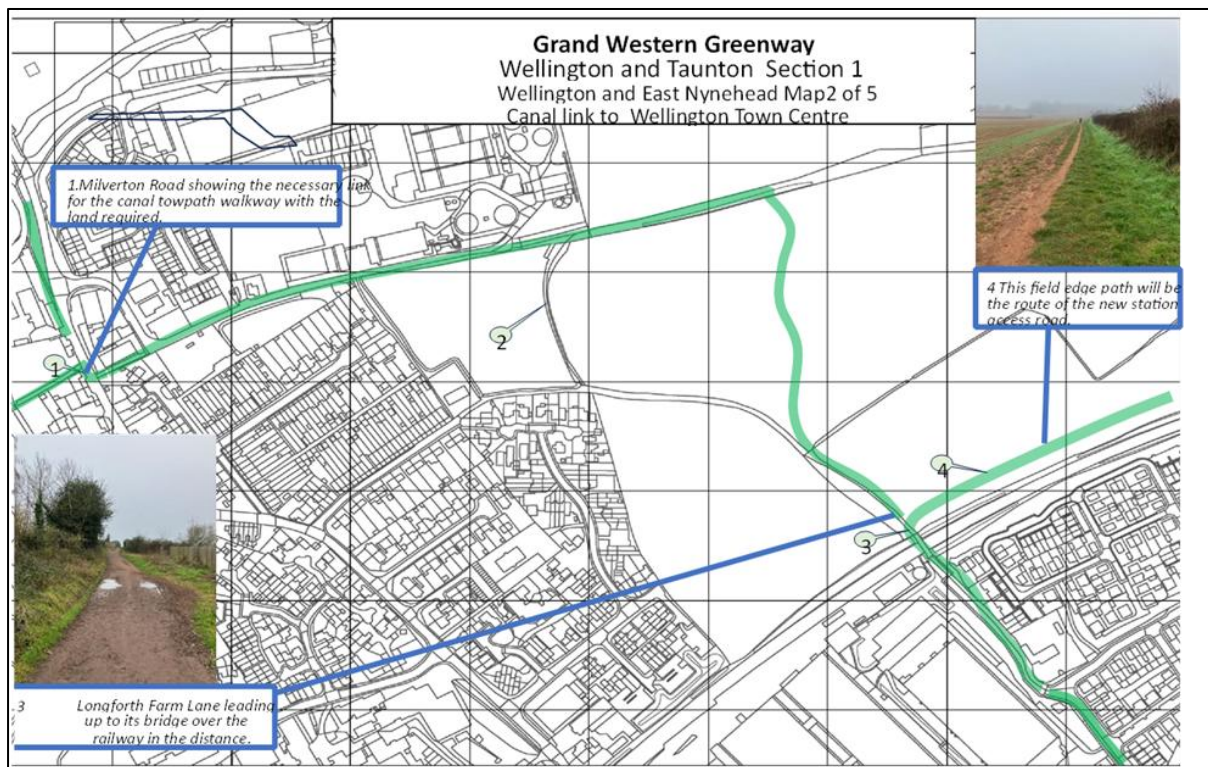 Grand Western Greenway
Wellington and Taunton Section 1
Wellington and East Nynehead Map2 of 5
Canal link to Wellington Town Centre
1.Milverton Road showing the necessary link
for the canal towpath walkway with the
land required.
4 This field edge path will be
the route of the new station
access road.
1
2
4
3
3 Longforth Farm Lane leading
up to its bridge over the
railway in the distance.